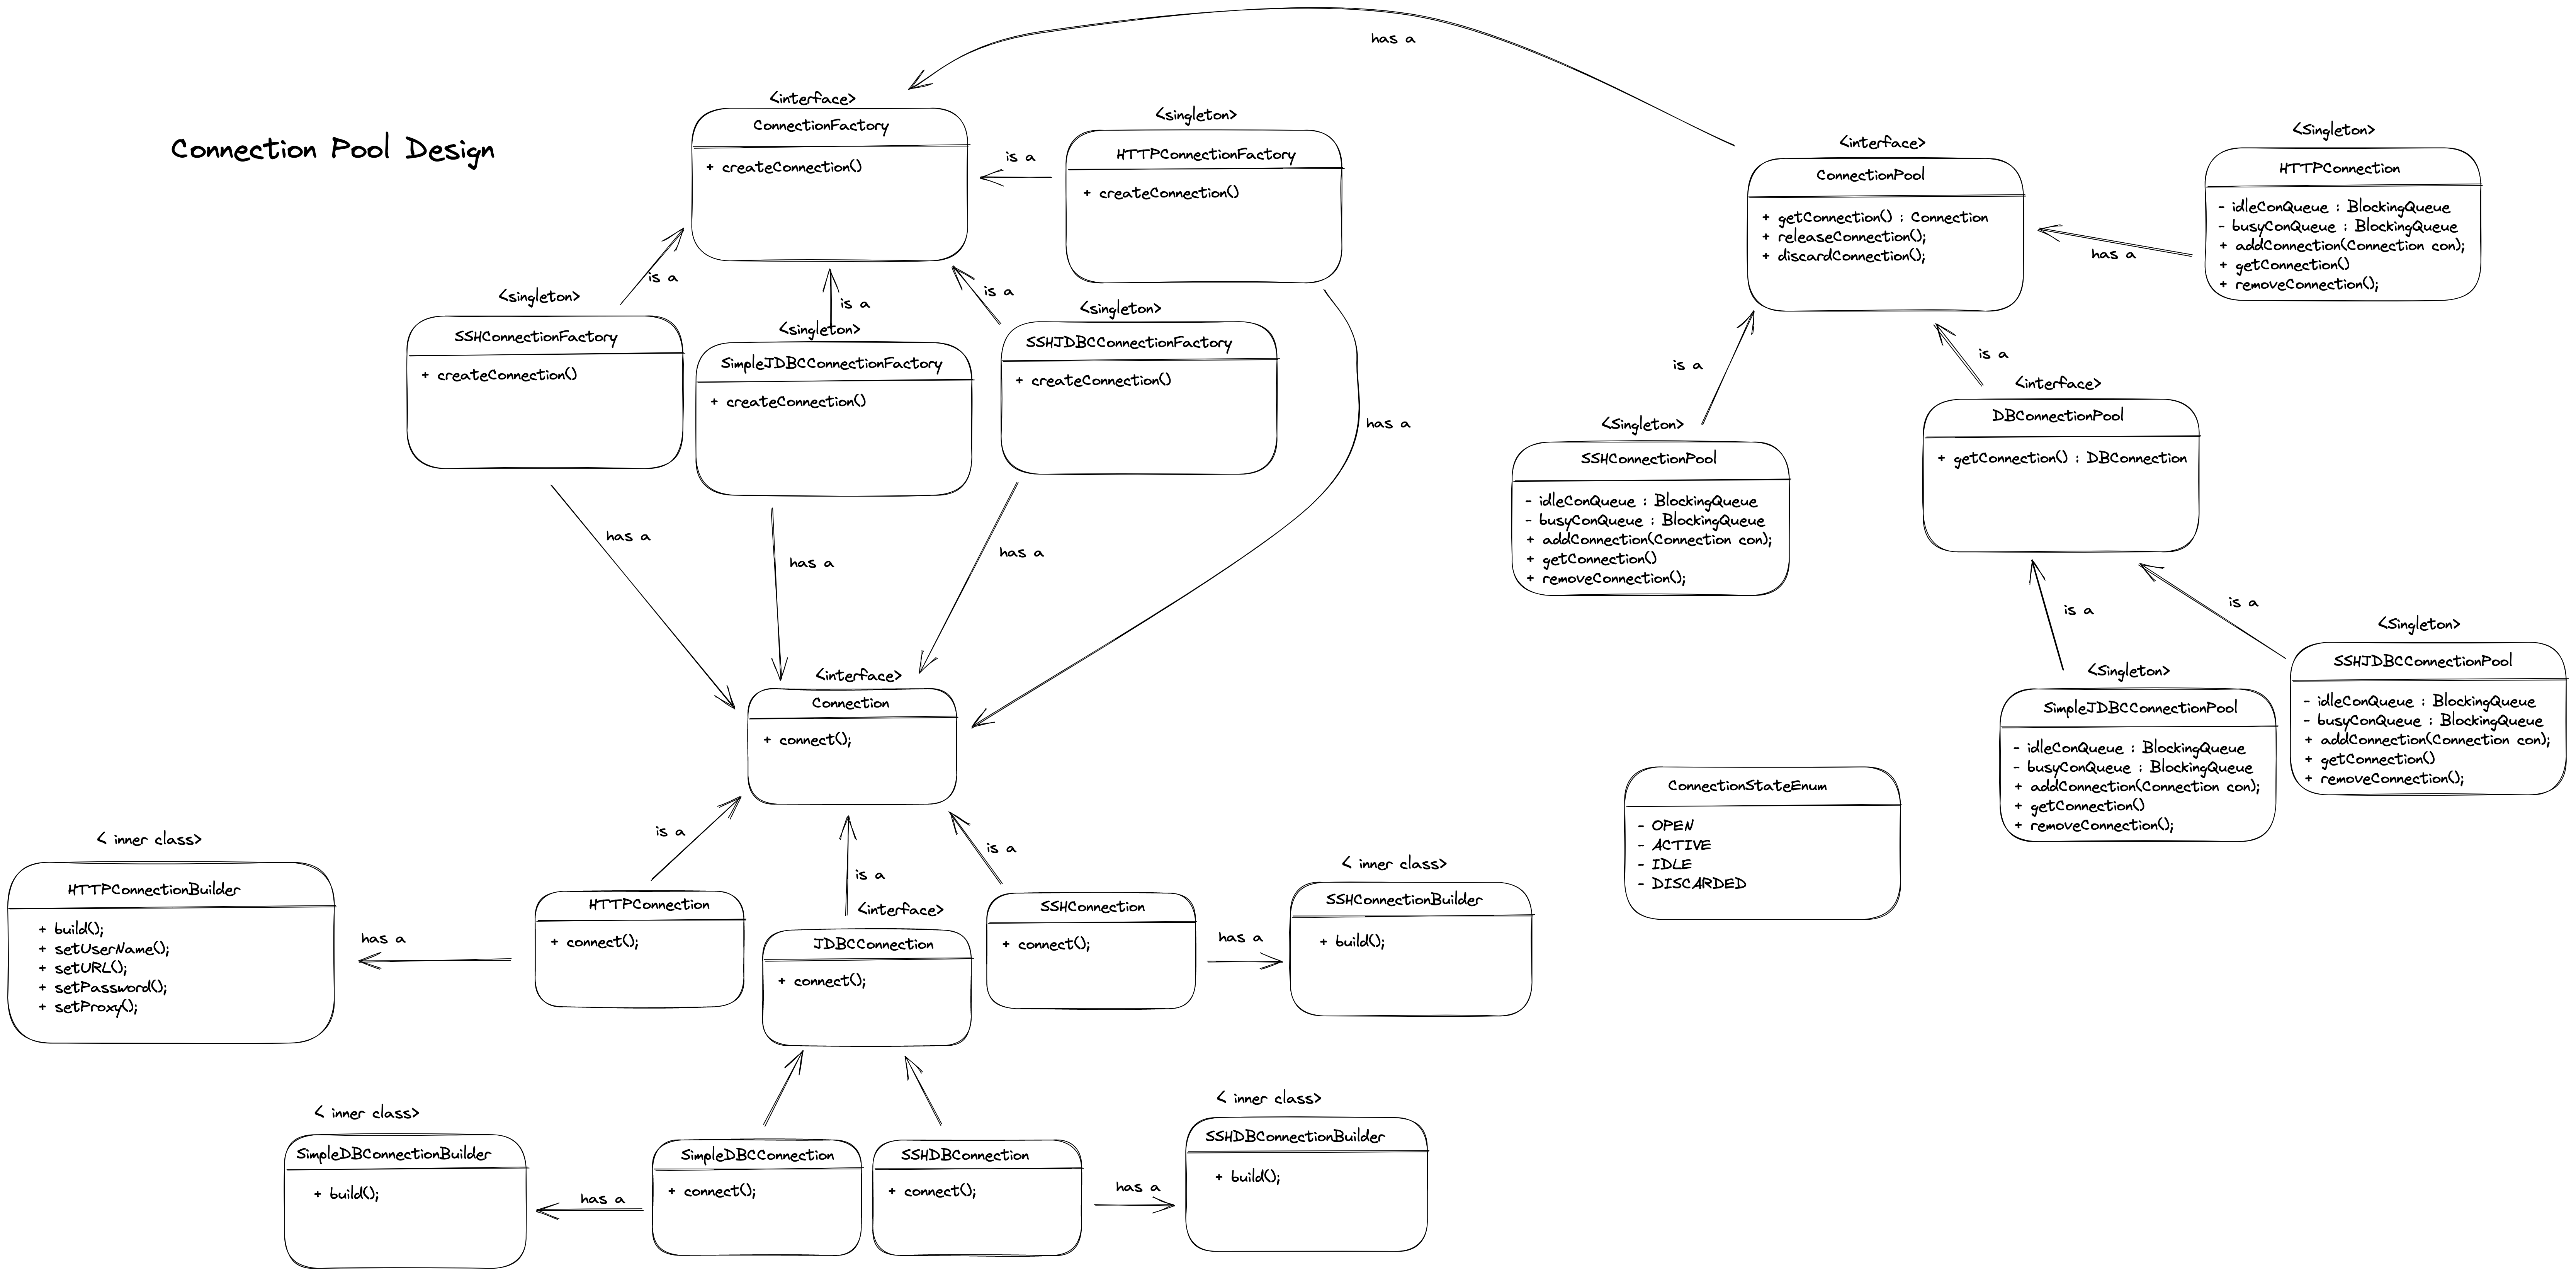 Connection Pool Design
has a
<interface>
ConnectionFactory
+ createConnection()
is a
<singleton>
HTTPConnectionFactory
+ createConnection()
is a
<singleton>
SSHConnectionFactory
+ createConnection()
is a
<singleton>
SimpleJDBCConnectionFactory
+ createConnection()
is a
<singleton>
SSHJDBCConnectionFactory
+ createConnection()
has a
has a
has a
has a
<interface>
ConnectionPool
+ getConnection() : Connection
+ releaseConnection();
+ discardConnection();
has a
<Singleton>
HTTPConnection
- idleConQueue : BlockingQueue
- busyConQueue : BlockingQueue
+ addConnection(Connection con);
+ getConnection()
+ removeConnection();
is a
<Singleton>
SSHConnectionPool
- idleConQueue : BlockingQueue
- busyConQueue : BlockingQueue
+ addConnection(Connection con);
+ getConnection()
+ removeConnection();
is a
<interface>
DBConnectionPool
+ getConnection() : DBConnection
is a
<Singleton>
SimpleJDBCConnectionPool
- idleConQueue : BlockingQueue
- busyConQueue : BlockingQueue
+ addConnection(Connection con);
+ getConnection()
+ removeConnection();
is a
<Singleton>
SSHJDBCConnectionPool
- idleConQueue : BlockingQueue
- busyConQueue : BlockingQueue
+ addConnection(Connection con);
+ getConnection()
+ removeConnection();
ConnectionStateEnum
- OPEN
- ACTIVE
- IDLE
- DISCARDED
<interface>
Connection
+ connect();
is a
is a
is a
< inner class>
HTTPConnectionBuilder
+ build();
+ setUserName();
+ setURL();
+ setPassword();
+ setProxy();
has a
HTTPConnection
+ connect();
<interface>
JDBCConnection
+ connect();
SSHConnection
+ connect();
has a
< inner class>
SSHConnectionBuilder
+ build();
< inner class>
SimpleDBConnectionBuilder
+ build();
has a
SimpleDBCConnection
+ connect();
SSHDBConnection
+ connect();
has a
< inner class>
SSHDBConnectionBuilder
+ build();